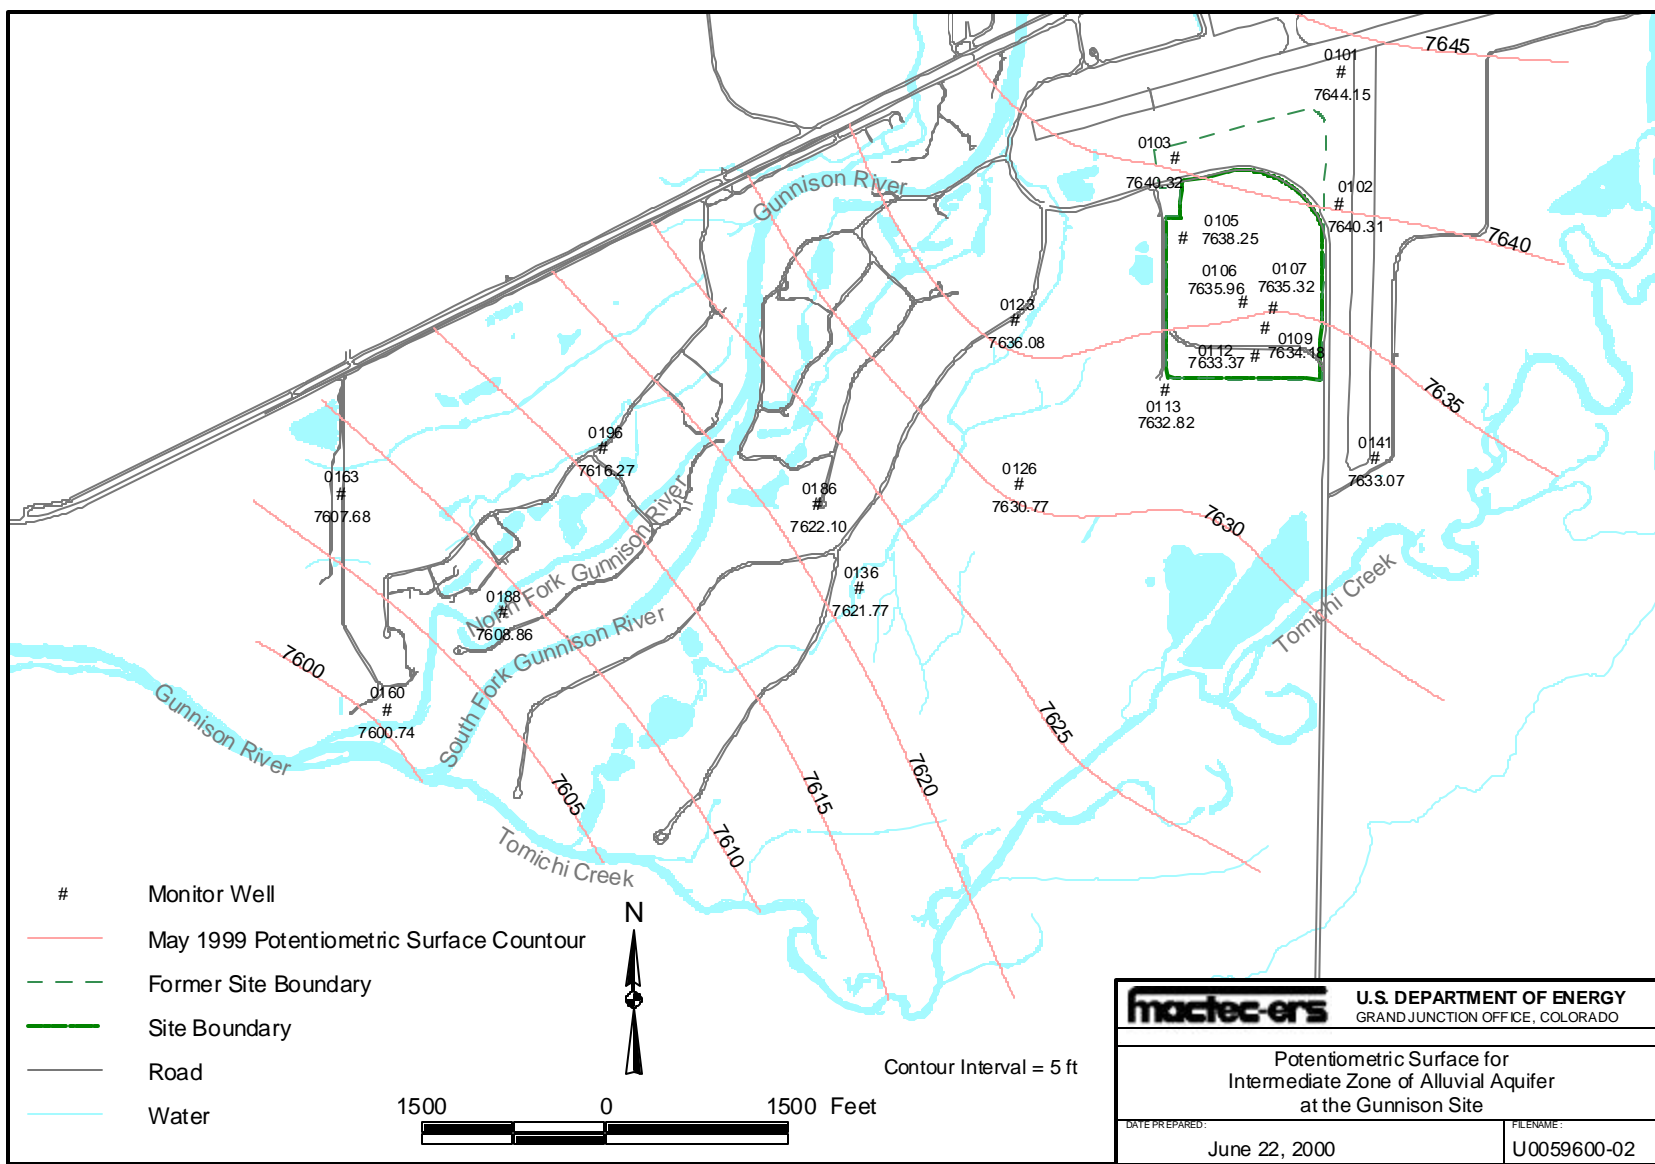 7645
0101
7644.15
0103
7640.32
0102
7640.31
7640
Gunnison River
0105
7638.25
0106
7635.96
0107
7635.32
0123
7636.08
0109
7634.18
0112
7633.37
0113
7632.82
7635
0141
7633.07
0196
7616.27
0163
7607.68
0126
7630.77
0186
7622.10
7630
North Fork Gunnison River
0136
7621.77
Tomichi Creek
0188
7608.86
South Fork Gunnison River
7600
0160
7600.74
Gunnison River
7625
7620
7615
7605
7610
Tomichi Creek
# Monitor Well
May 1999 Potentiometric Surface Countour
Former Site Boundary
Site Boundary
Road
Water
N
1500 0 1500 Feet
Contour Interval = 5 ft
mactec-ers
U.S. DEPARTMENT OF ENERGY
GRAND JUNCTION OFFICE, COLORADO
Potentiometric Surface for
Intermediate Zone of Alluvial Aquifer
at the Gunnison Site
DATE PREPARED:
June 22, 2000
FILENAME:
U0059600-02